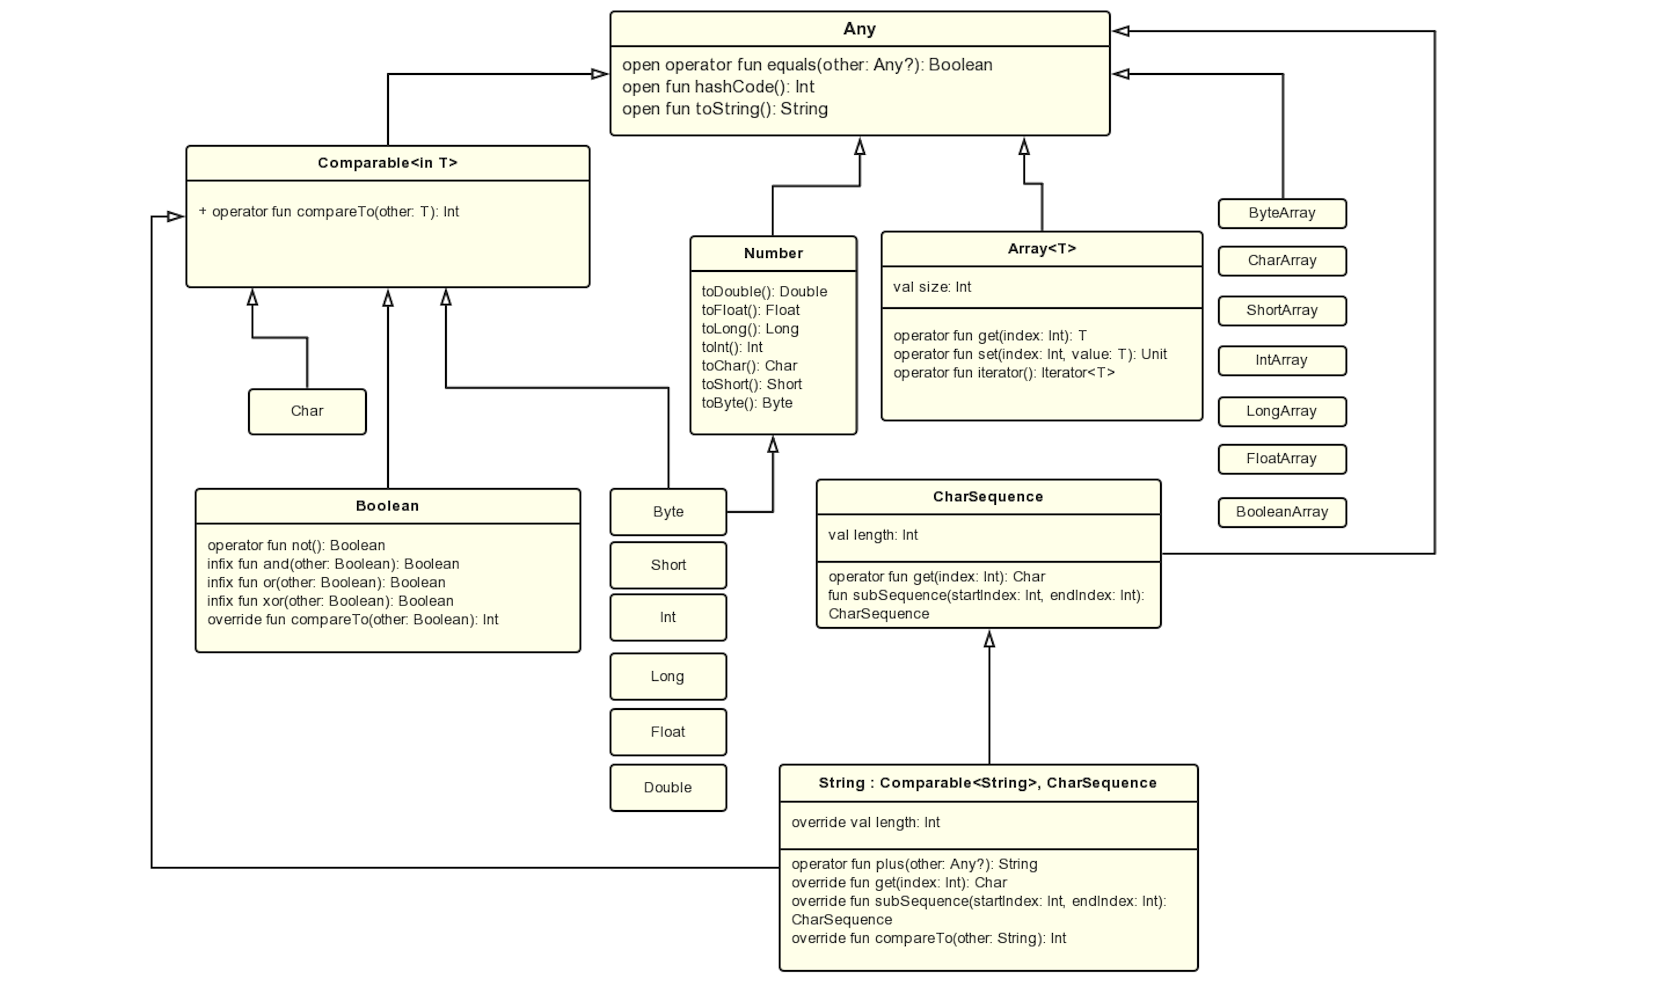 Any
open operator fun equals(other: Any?): Boolean
open fun hashCode(): Int
open fun toString(): String
Comparable<in T>
+ operator fun compareTo(other: T): Int
Number
toDouble(): Double
toFloat(): Float
toLong(): Long
toInt(): Int
toChar(): Char
toShort(): Short
toByte(): Byte
Array<T>
val size: Int
operator fun get(index: Int): T
operator fun set(index: Int, value: T): Unit
operator fun iterator(): Iterator<T>
ByteArray
CharArray
ShortArray
IntArray
LongArray
FloatArray
BooleanArray
Char
Boolean
operator fun not(): Boolean
infix fun and(other: Boolean): Boolean
infix fun or(other: Boolean): Boolean
infix fun xor(other: Boolean): Boolean
override fun compareTo(other: Boolean): Int
Byte
Short
Int
Long
Float
Double
CharSequence
val length: Int
operator fun get(index: Int): Char
fun subSequence(startIndex: Int, endIndex: Int):
CharSequence
String : Comparable<String>, CharSequence
override val length: Int
operator fun plus(other: Any?): String
override fun get(index: Int): Char
override fun subSequence(startIndex: Int, endIndex: Int):
CharSequence
override fun compareTo(other: String): Int